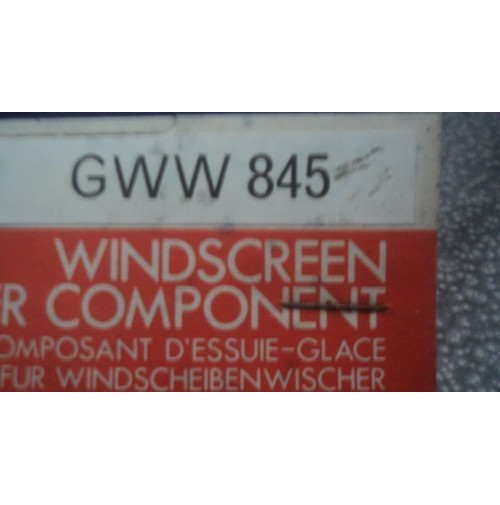 GWW 845
WINDSCREEN
R COMPONENT
OMPOSANT D'ESSUIE-GLACE
FUR WINDSCHEIBENWISCHER